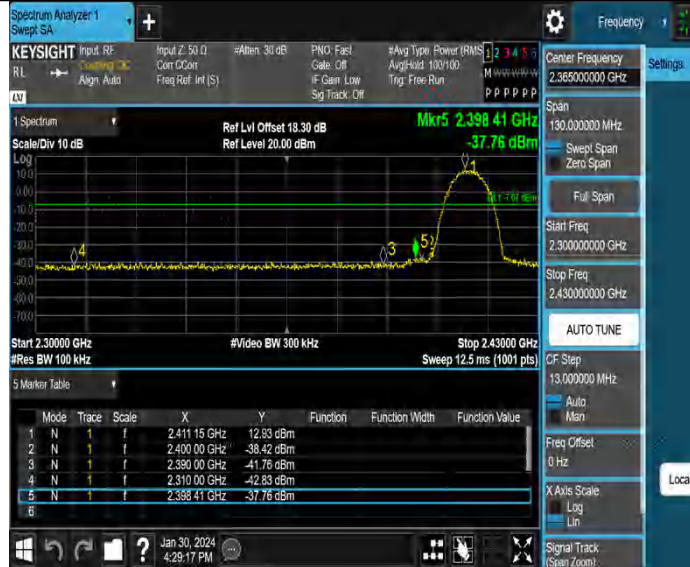 Spectrum Analyzer 1
Swept SA
+
Frequency
KEYSIGHT
RL
Input: RF
Coupling: DC
Align: Auto
Input Z: 50 Ω
Corr CCorr
Freq Ref: Int (S)
#Atten: 30 dB
PNO: Fast
Gate: Off
IF Gain: Low
Sig Track: Off
#Avg Type: Power (RMS
Avg|Hold: 100/100
Trig: Free Run
1 2 3 4 5 6
M W W W W W
P P P P P P
LXI
1 Spectrum
Scale/Div 10 dB
Ref Lvl Offset 18.30 dB
Ref Level 20.00 dBm
Mkr5 2.398 41 GHz
-37.76 dBm
Log
10.0
0.00
-10.0
-20.0
-30.0
-40.0
-50.0
-60.0
-70.0
DL1 -7.07 dBm
1
4
3
5
Start 2.30000 GHz
#Res BW 100 kHz
#Video BW 300 kHz
Stop 2.43000 GHz
Sweep 12.5 ms (1001 pts)
5 Marker Table
Mode Trace Scale X Y Function Function Width Function Value
1 N 1 f 2.411 15 GHz 12.93 dBm
2 N 1 f 2.400 00 GHz -38.42 dBm
3 N 1 f 2.390 00 GHz -41.76 dBm
4 N 1 f 2.310 00 GHz -42.83 dBm
5 N 1 f 2.398 41 GHz -37.76 dBm
6
?
Jan 30, 2024
4:29:17 PM
Center Frequency
2.365000000 GHz
Settings
Span
130.000000 MHz
Swept Span
Zero Span
Full Span
Start Freq
2.300000000 GHz
Stop Freq
2.430000000 GHz
AUTO TUNE
CF Step
13.000000 MHz
Auto
Man
Freq Offset
0 Hz
X Axis Scale
Log
Lin
Loca
Signal Track
(Span Zoom)